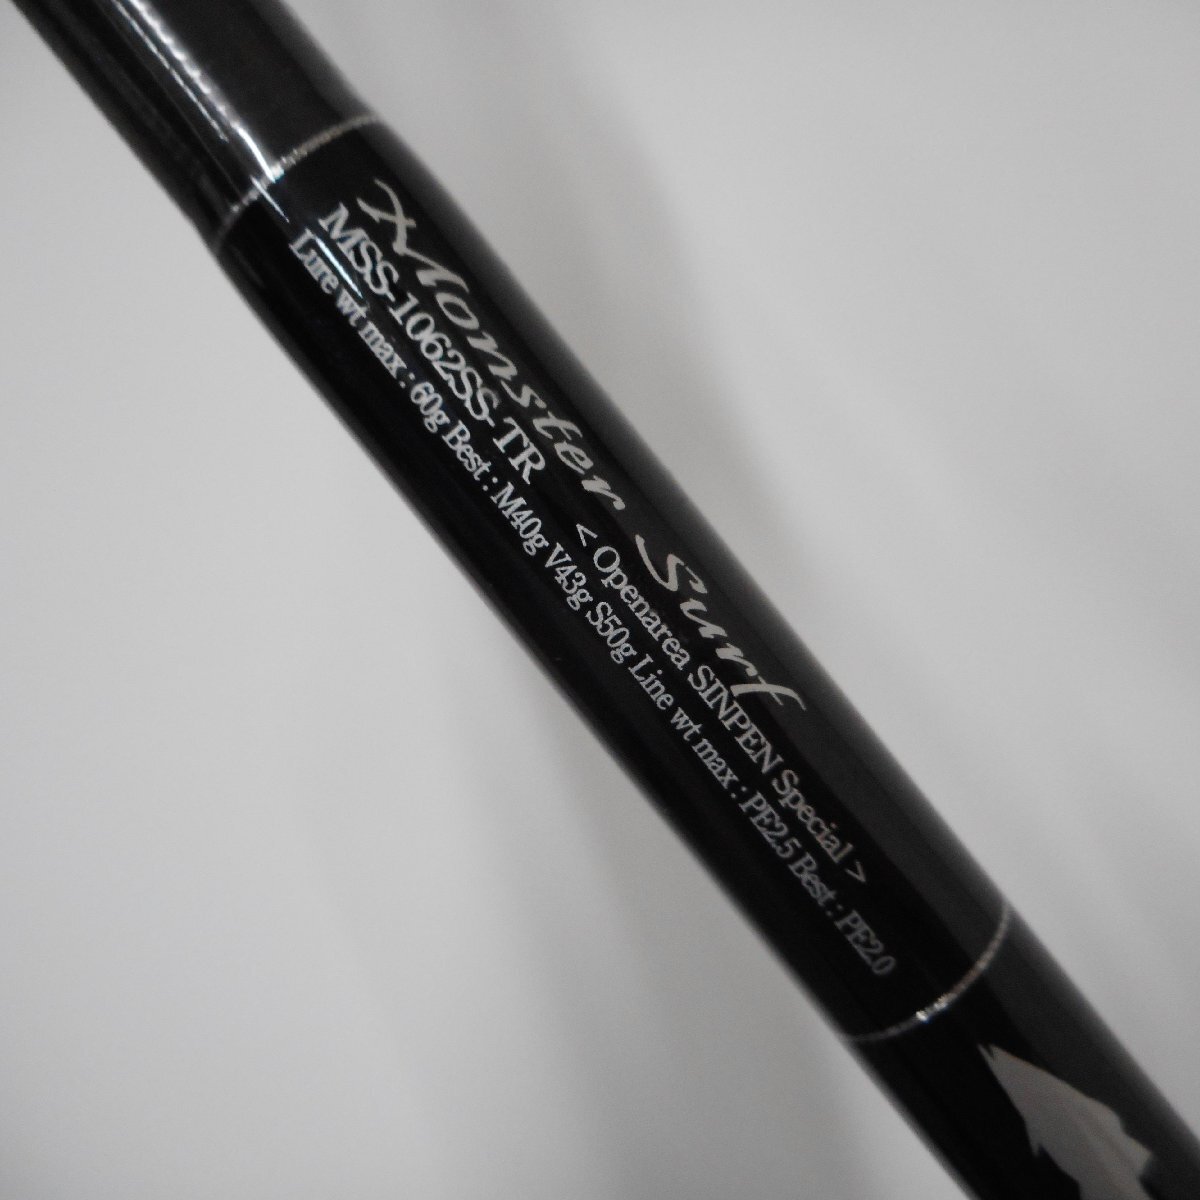 Monster Surf
MSS-1062SS-TR < Openarea SINPEN Special >
Lure wt max : 60g Best : M40g V43g S50g Line wt max : PE2.5 Best : PE2.0